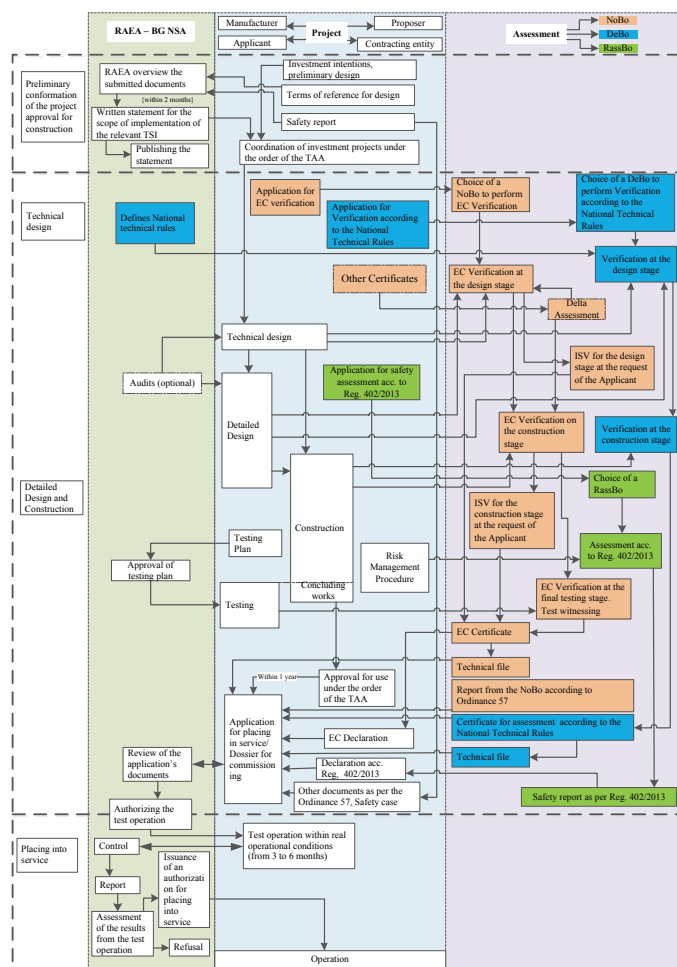 RAEA – BG NSA
Manufacturer
Proposer
Project
Applicant
Contracting entity
Assessment
NoBo
DeBo
RassBo
Preliminary
conformation
of the project
approval for
construction
RAEA overview the
submitted documents
{within 2 months}
Written statement for the
scope of implementation of
the relevant TSI
Publishing the
statement
Investment intentions,
preliminary design
Terms of reference for design
Safety report
Coordination of investment projects under
the order of the TAA
Technical
design
Defines National
technical rules
Application for
EC verification
Application for
Verification according
to the National
Technical Rules
Choice of a
NoBo to perform
EC Verification
Choice of a DeBo to
perform Verification
according to the
National Technical
Rules
Verification at the
design stage
EC Verification at
the design stage
Other Certificates
Delta
Assessment
Technical design
ISV for the design
stage at the request
of the Applicant
Audits (optional)
Application for safety
assessment acc. to
Reg. 402/2013
Detailed
Design
EC Verification on
the construction
stage
Verification at the
construction stage
Detailed
Design and
Construction
Choice of a
RassBo
Construction
ISV for the
construction stage
at the request of
the Applicant
Testing
Plan
Assessment acc.
to Reg. 402/2013
Approval of
testing plan
Risk
Management
Procedure
Concluding
works
Testing
EC Verification at the
final testing stage.
Test witnessing
EC Certificate
Technical file
Within 1 year
Approval for use
under the order
of the TAA
Report from the NoBo according to
Ordinance 57
Application
for placing
in service/
Dossier for
commission
ing
Certificate for assessment according to the
National Technical Rules
EC Declaration
Technical file
Review of the
application's
documents
Declaration acc.
Reg, 402/2013
Other documents as per the
Ordinance 57, Safety case
Safety report as per Reg. 402/2013
Authorizing the
test operation
Placing into
service
Control
Test operation within real
operational conditions
(from 3 to 6 months)
Report
Issuance of
an
authorizati
on for
placing
into
service
Assessment
of the results
from the test
operation
Refusal
Operation